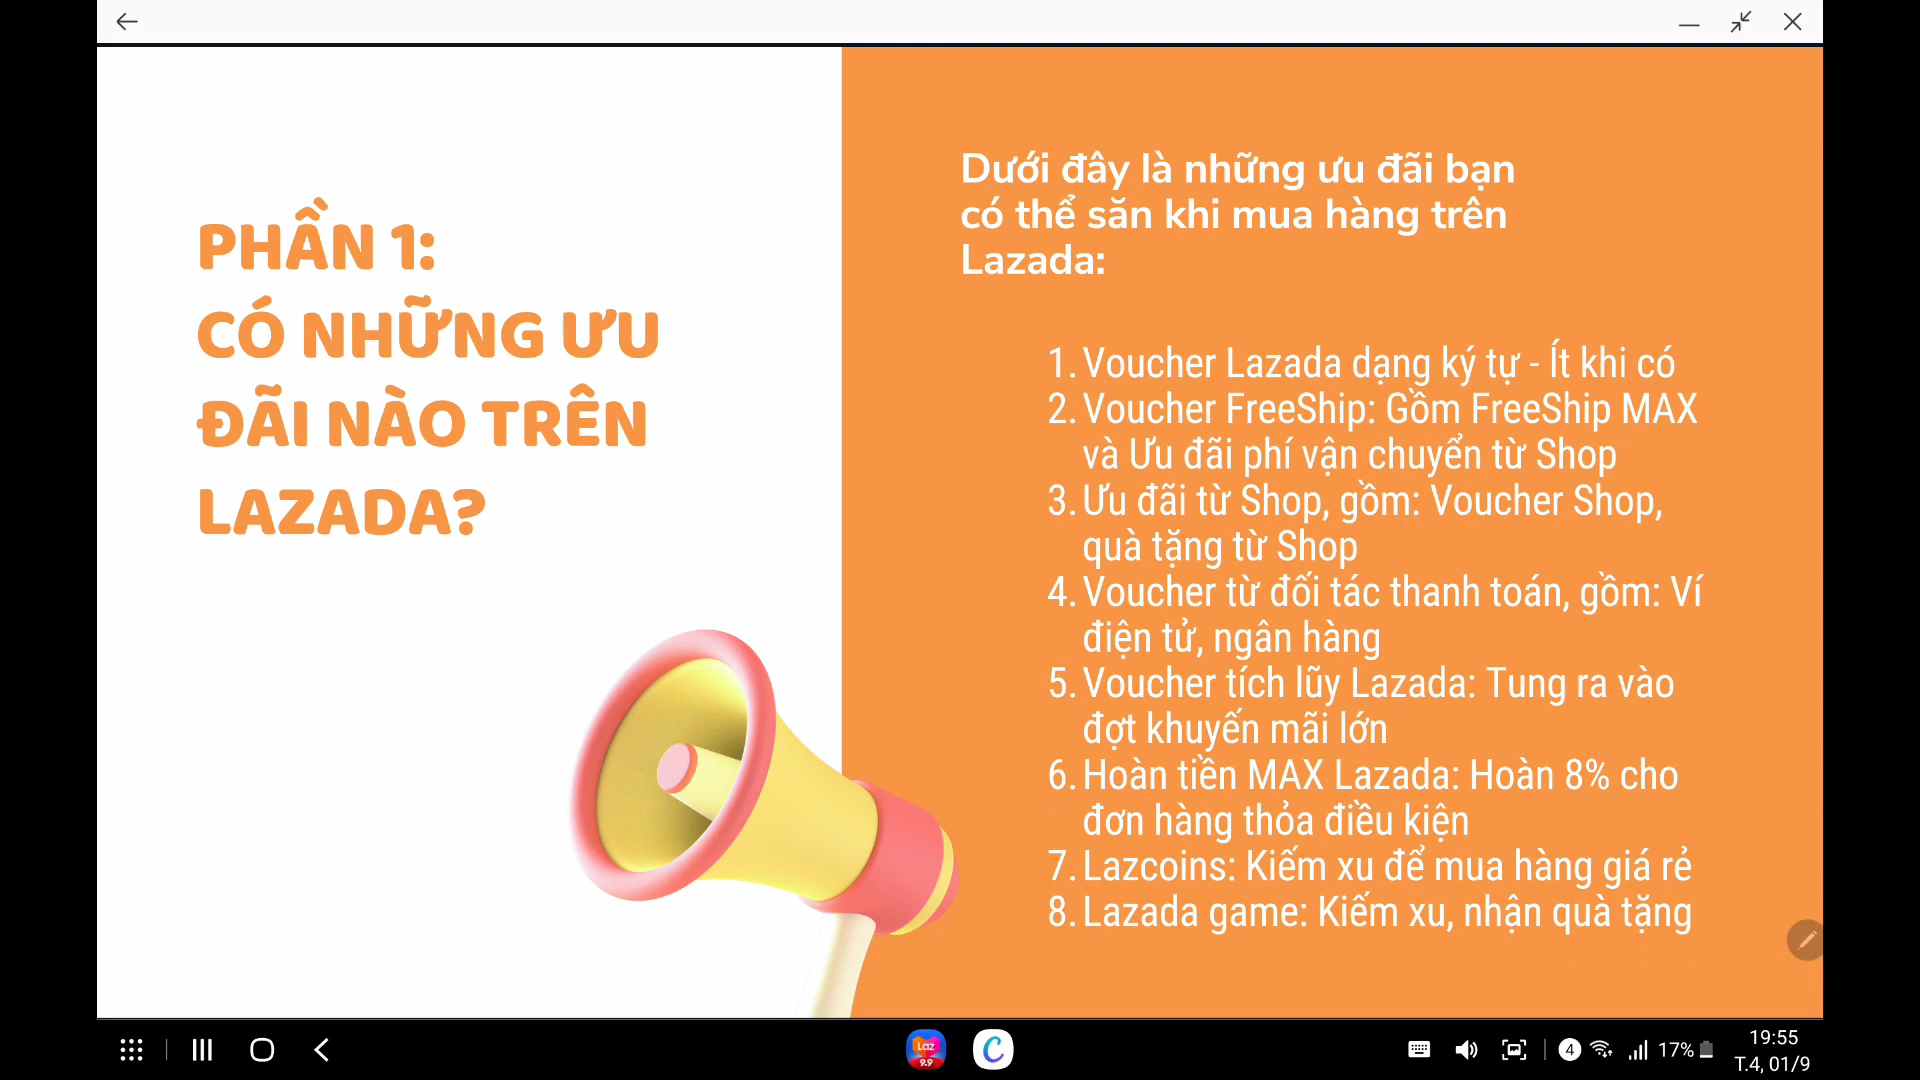 PHẦN 1:
CÓ NHỮNG ƯU
ĐÃI NÀO TRÊN
LAZADA?
Dưới đây là những ưu đãi bạn
có thể săn khi mua hàng trên
Lazada:
1. Voucher Lazada dạng ký tự - Ít khi có
2. Voucher FreeShip: Gồm FreeShip MAX
và Ưu đãi phí vận chuyển từ Shop
3. Ưu đãi từ Shop, gồm: Voucher Shop,
quà tặng từ Shop
4. Voucher từ đối tác thanh toán, gồm: Ví
điện tử, ngân hàng
5. Voucher tích lũy Lazada: Tung ra vào
đợt khuyến mãi lớn
6. Hoàn tiền MAX Lazada: Hoàn 8% cho
đơn hàng thỏa điều kiện
7. Lazcoins: Kiếm xu để mua hàng giá rẻ
8. Lazada game: Kiếm xu, nhận quà tặng
Laz
9.9
C
4
17%
19:55
T.4, 01/9